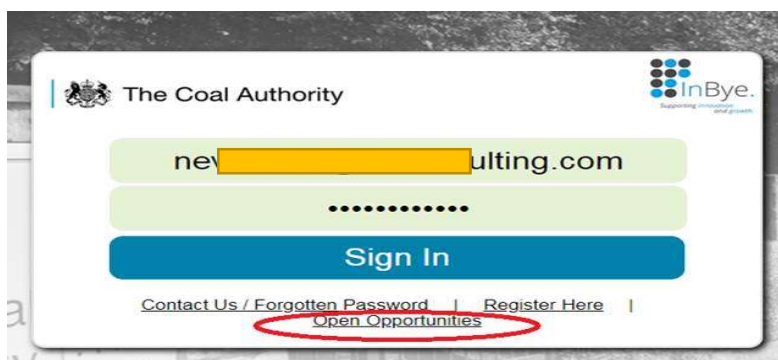 The Coal Authority
InBye.
Supporting innovation
and growth.
ulting.com
Sign In
Contact Us / Forgotten Password | Register Here |
Open Opportunities